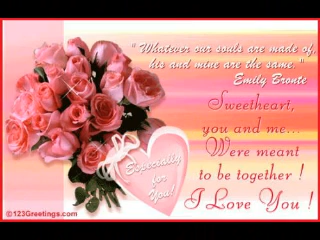 "Whatever our souls are made of,
his and mine are the same."
Emily Bronte
Sweetheart,
you and me...
Were meant
to be together !
I Love You !
Especially
for
You!
©123Greetings.com